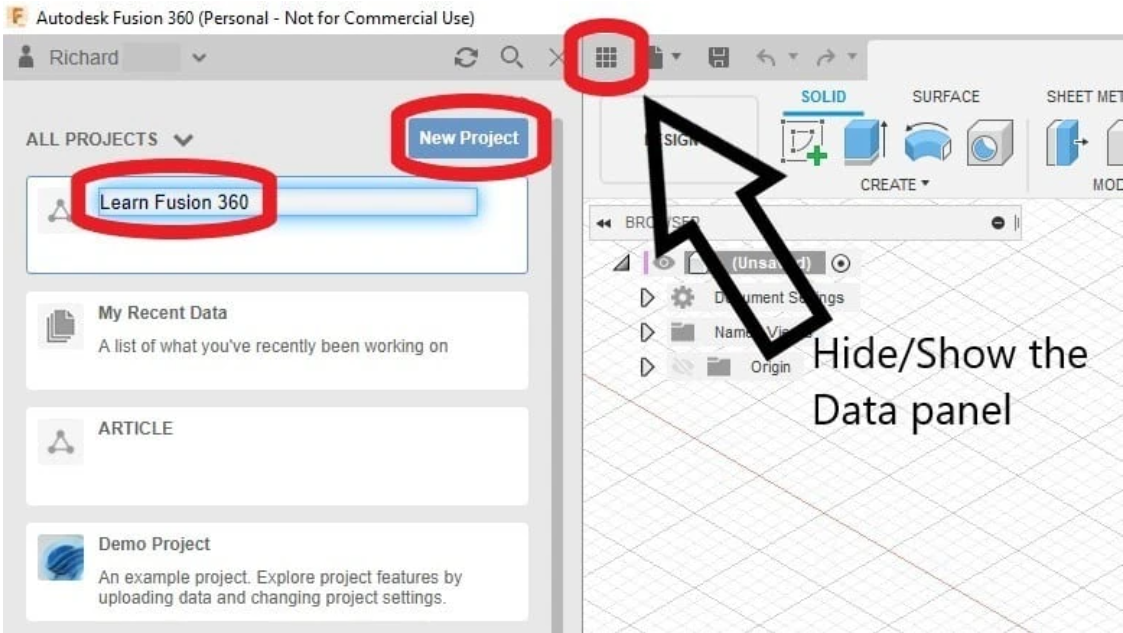 Autodesk Fusion 360 (Personal - Not for Commercial Use)
Richard
ALL PROJECTS
New Project
Learn Fusion 360
My Recent Data
A list of what you've recently been working on
ARTICLE
Demo Project
An example project. Explore project features by
uploading data and changing project settings.
SOLID SURFACE SHEET MET
DESIGN
CREATE MOD
BROWSER
(Unsaved)
Document Settings
Named Views
Origin
Hide/Show the
Data panel